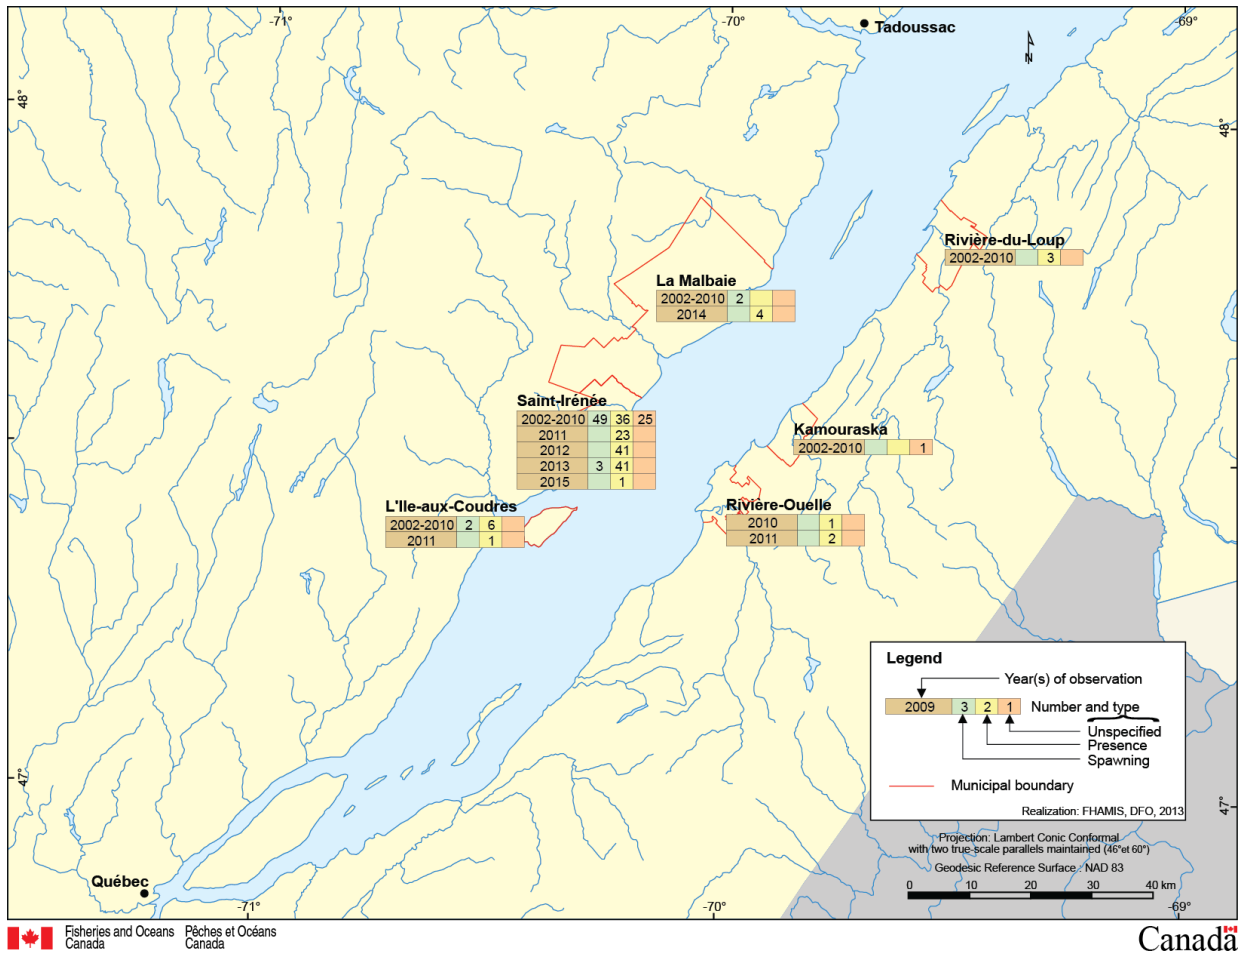 -71°
-70°
-69°
Tadoussac
N
48°
48°
Rivière-du-Loup
2002-2010 3
La Malbaie
2002-2010 2
2014 4
Saint-Irénée
2002-2010 49 36 25
2011 23
2012 41
2013 3 41
2015 1
Kamouraska
2002-2010 1
L'Ile-aux-Coudres
2002-2010 2 6
2011 1
Rivière-Ouelle
2010 1
2011 2
Legend
Year(s) of observation
2009 3 2 1 Number and type
Unspecified
Presence
Spawning
Municipal boundary
Realization: FHAMIS, DFO, 2013
47°
47°
Projection: Lambert Conic Conformal
with two true-scale parallels maintained (46°et 60°)
Geodesic Reference Surface : NAD 83
0 10 20 30 40 km
Québec
-71°
-70°
-69°
Fisheries and Oceans Pêches et Océans
Canada Canada
Canada